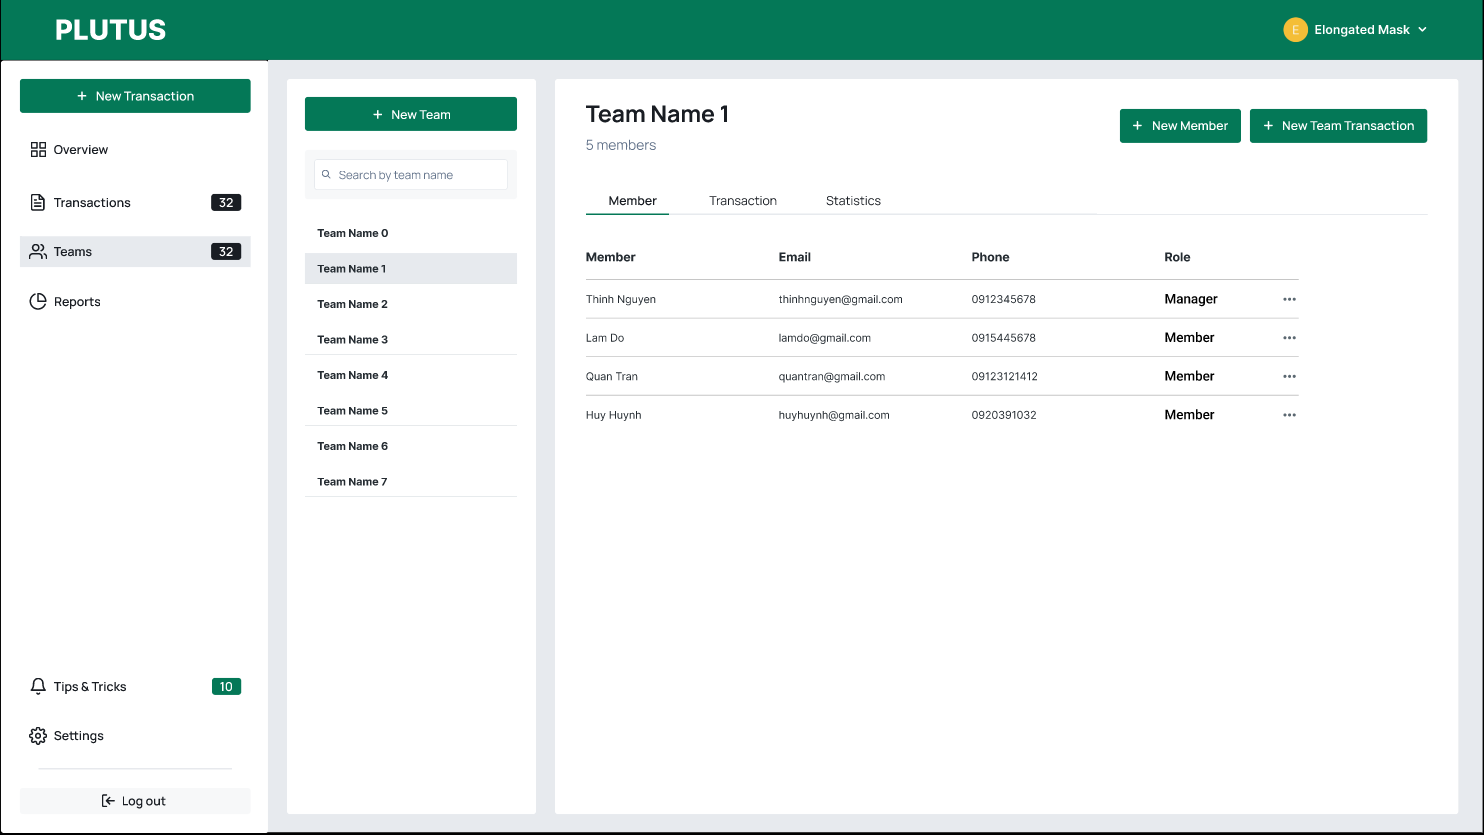 PLUTUS
E Elongated Mask
+ New Transaction
Overview
Transactions 32
Teams 32
Reports
Tips & Tricks 10
Settings
Log out
+ New Team
Search by team name
Team Name 0
Team Name 1
Team Name 2
Team Name 3
Team Name 4
Team Name 5
Team Name 6
Team Name 7
Team Name 1
5 members
+ New Member + New Team Transaction
Member Transaction Statistics
Member Email Phone Role
Thinh Nguyen thinhnguyen@gmail.com 0912345678 Manager
Lam Do lamdo@gmail.com 0915445678 Member
Quan Tran quantran@gmail.com 09123121412 Member
Huy Huynh huyhuynh@gmail.com 0920391032 Member